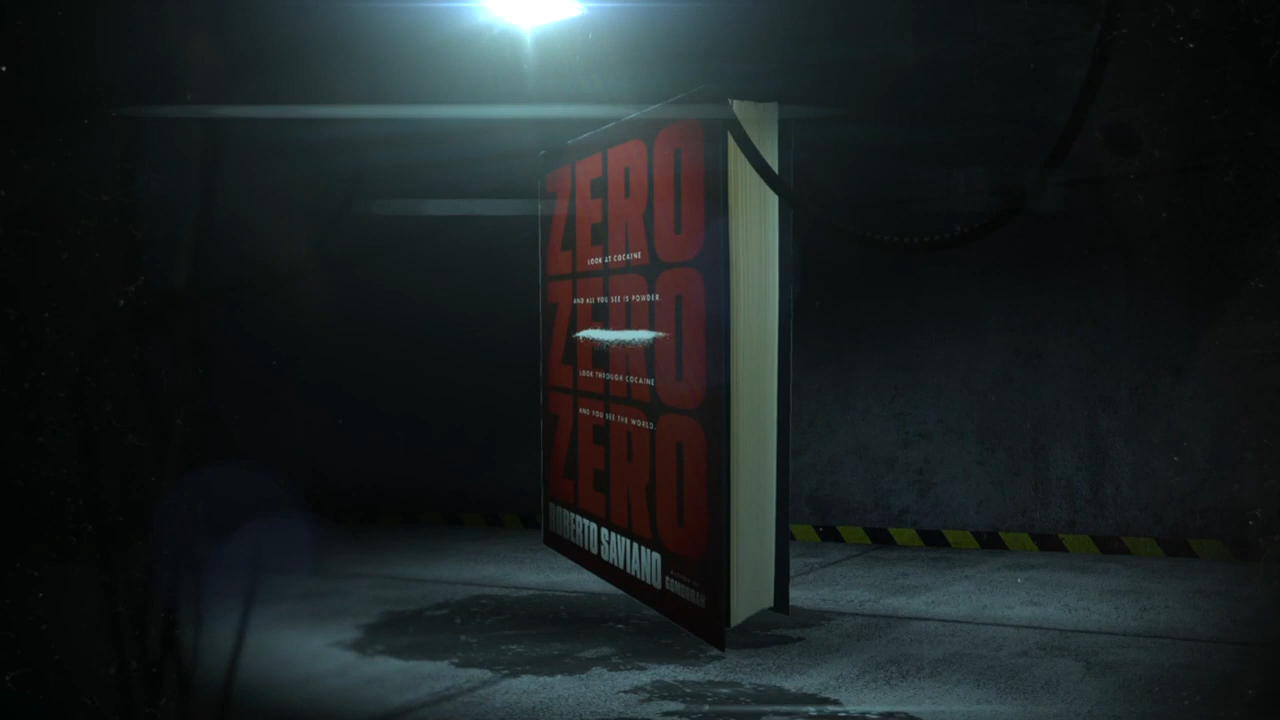 ZERO
LOOK AT COCAINE
AND ALL YOU SEE IS POWDER.
ZERO
LOOK THROUGH COCAINE
AND YOU SEE THE WORLD.
ZERO
ROBERTO SAVIANO
GOMORRAH